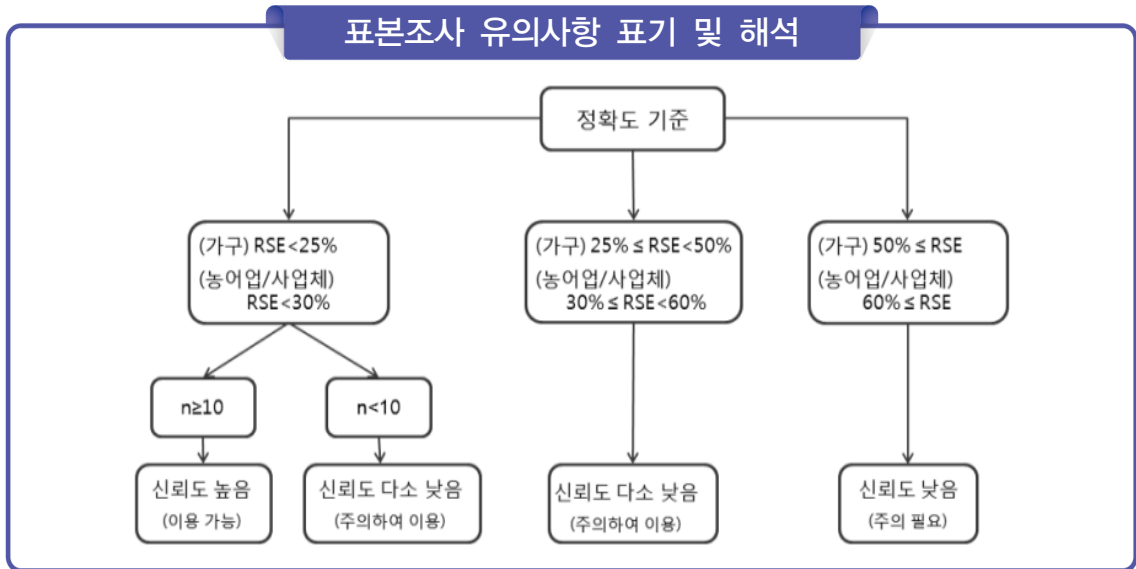 표본조사 유의사항 표기 및 해석
정확도 기준
(가구) RSE<25%
(농어업/사업체)
RSE<30%
(가구) 25% ≤ RSE<50%
(농어업/사업체)
30% ≤ RSE<60%
(가구) 50% ≤ RSE
(농어업/사업체)
60% ≤ RSE
n≥10
n<10
신뢰도 높음
(이용 가능)
신뢰도 다소 낮음
(주의하여 이용)
신뢰도 다소 낮음
(주의하여 이용)
신뢰도 낮음
(주의 필요)